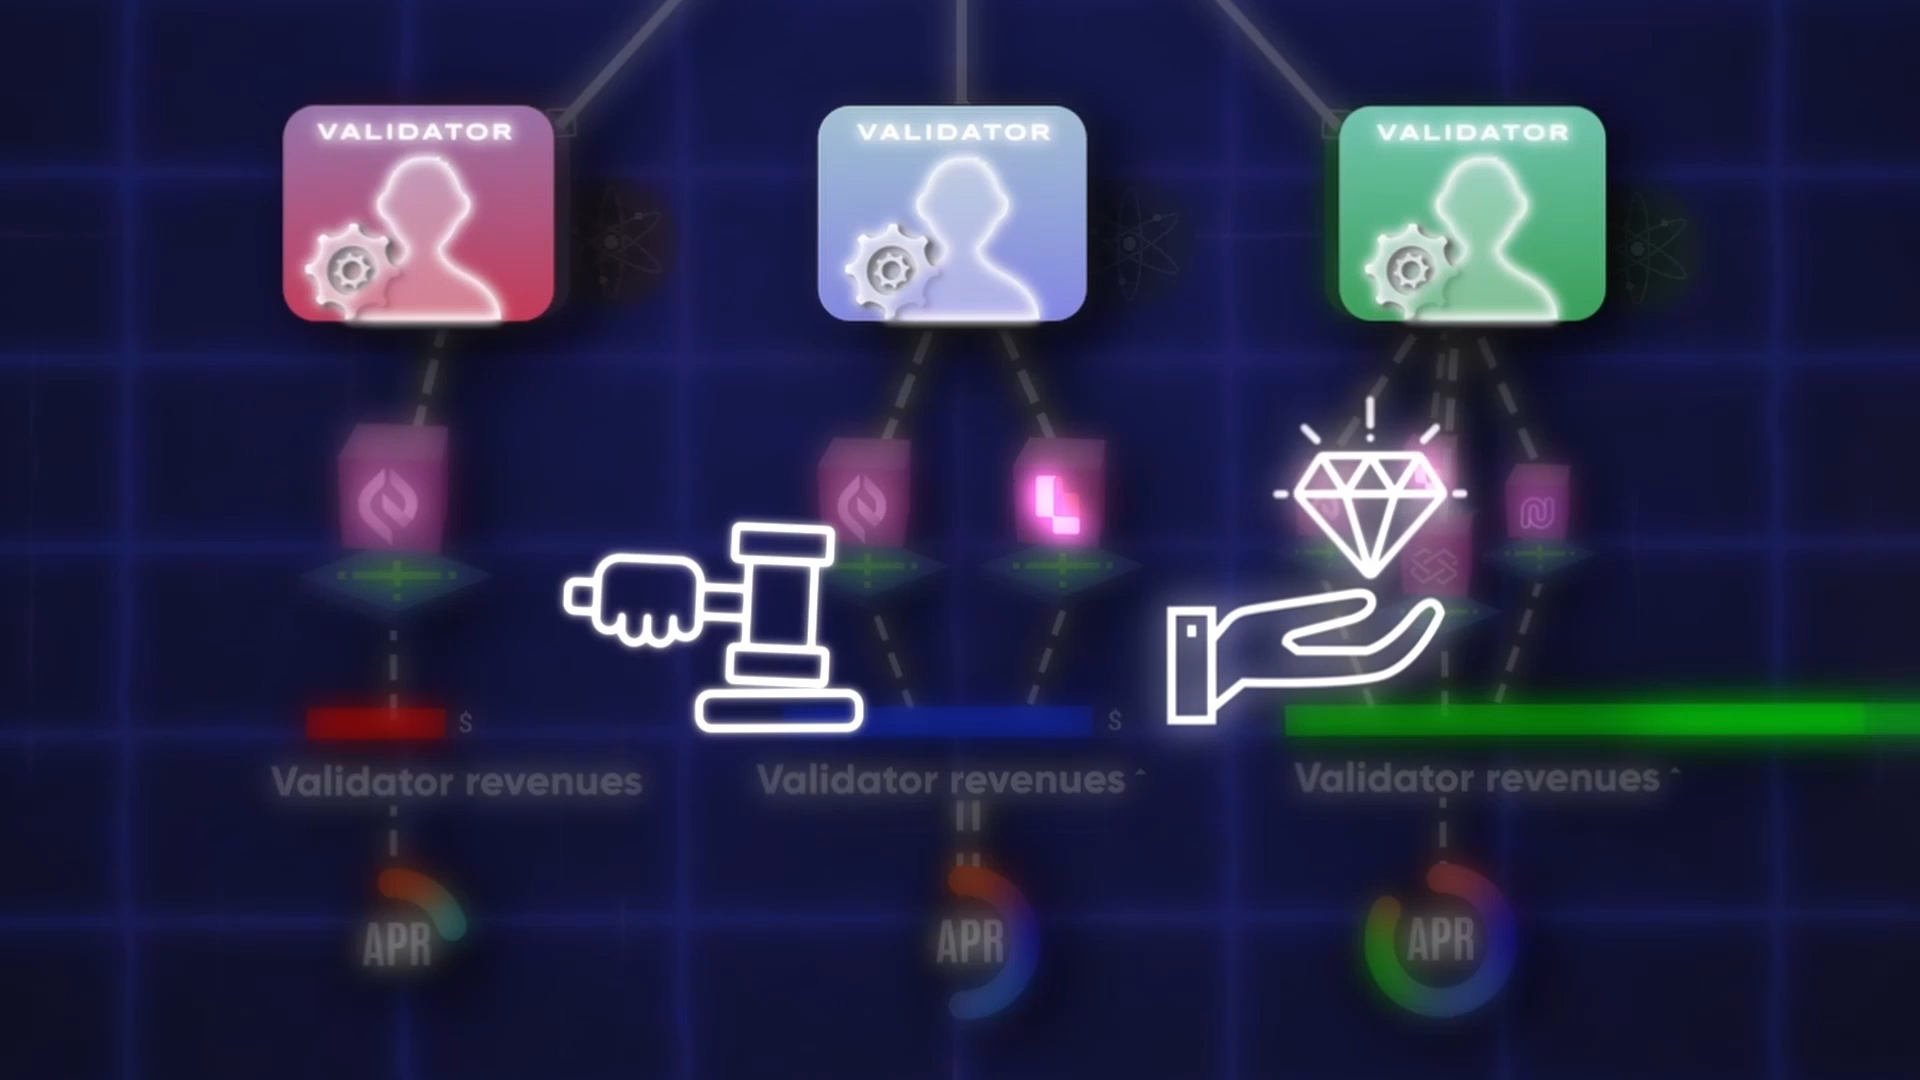 VALIDATOR VALIDATOR VALIDATOR
$ $
Validator revenues Validator revenues Validator revenues
APR APR APR